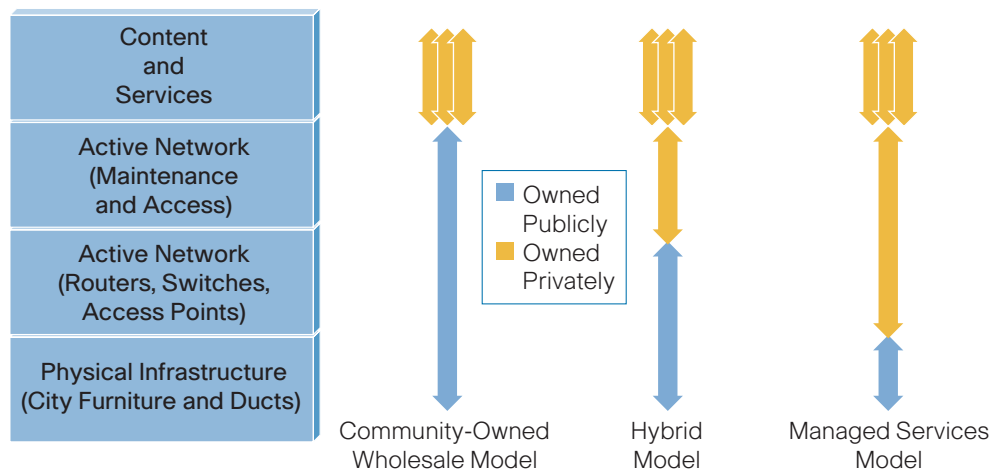 Content
and
Services
Active Network
(Maintenance
and Access)
Active Network
(Routers, Switches,
Access Points)
Physical Infrastructure
(City Furniture and Ducts)
Owned
Publicly
Owned
Privately
Community-Owned
Wholesale Model
Hybrid
Model
Managed Services
Model